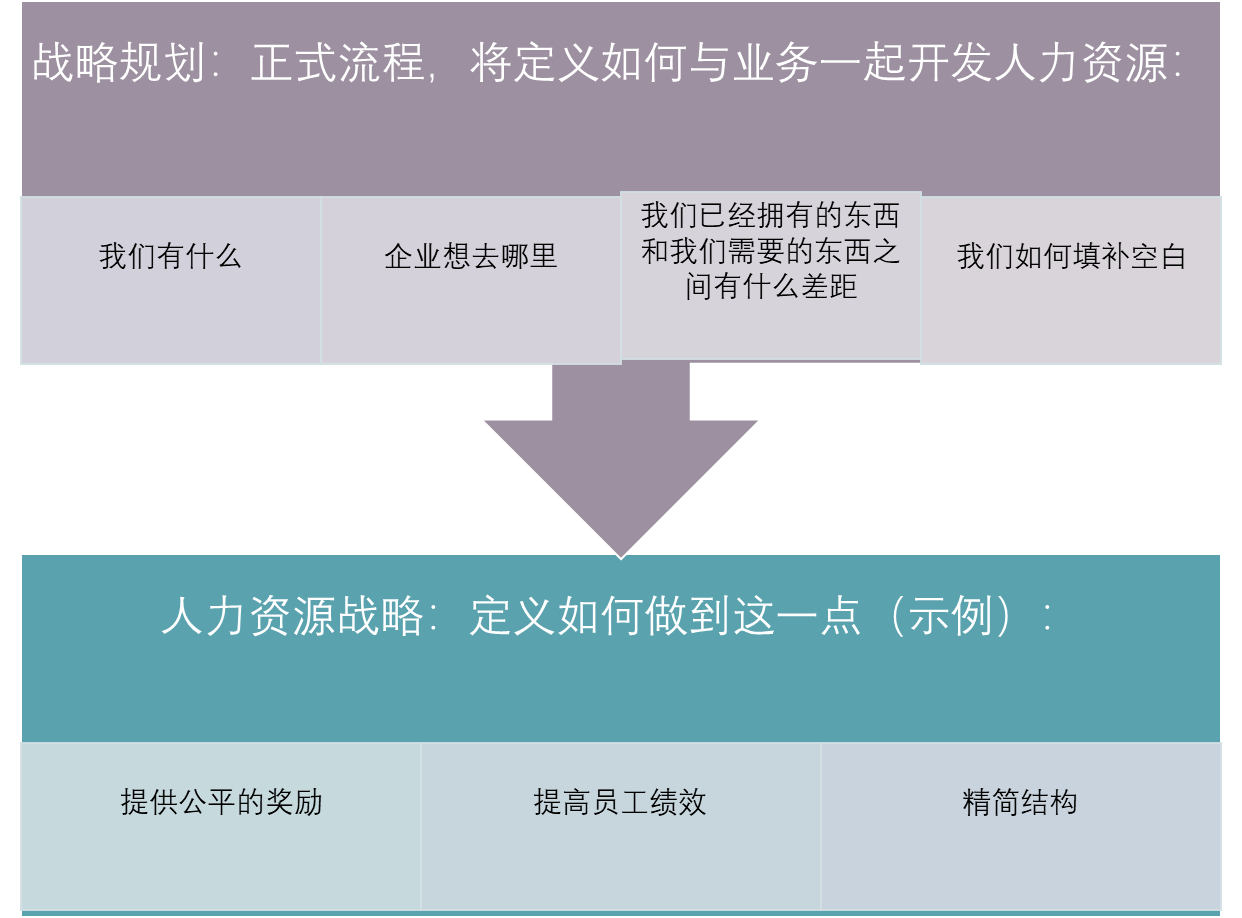 战略规划：正式流程，将定义如何与业务一起开发人力资源：
我们有什么
企业想去哪里
我们已经拥有的东西
和我们需要的东西之
间有什么差距
我们如何填补空白
人力资源战略：定义如何做到这一点（示例）：
提供公平的奖励
提高员工绩效
精简结构